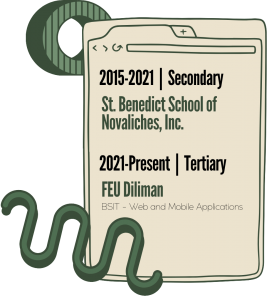 2015-2021 | Secondary
St. Benedict School of
Novaliches, Inc.
2021-Present | Tertiary
FEU Diliman
BSIT - Web and Mobile Applications